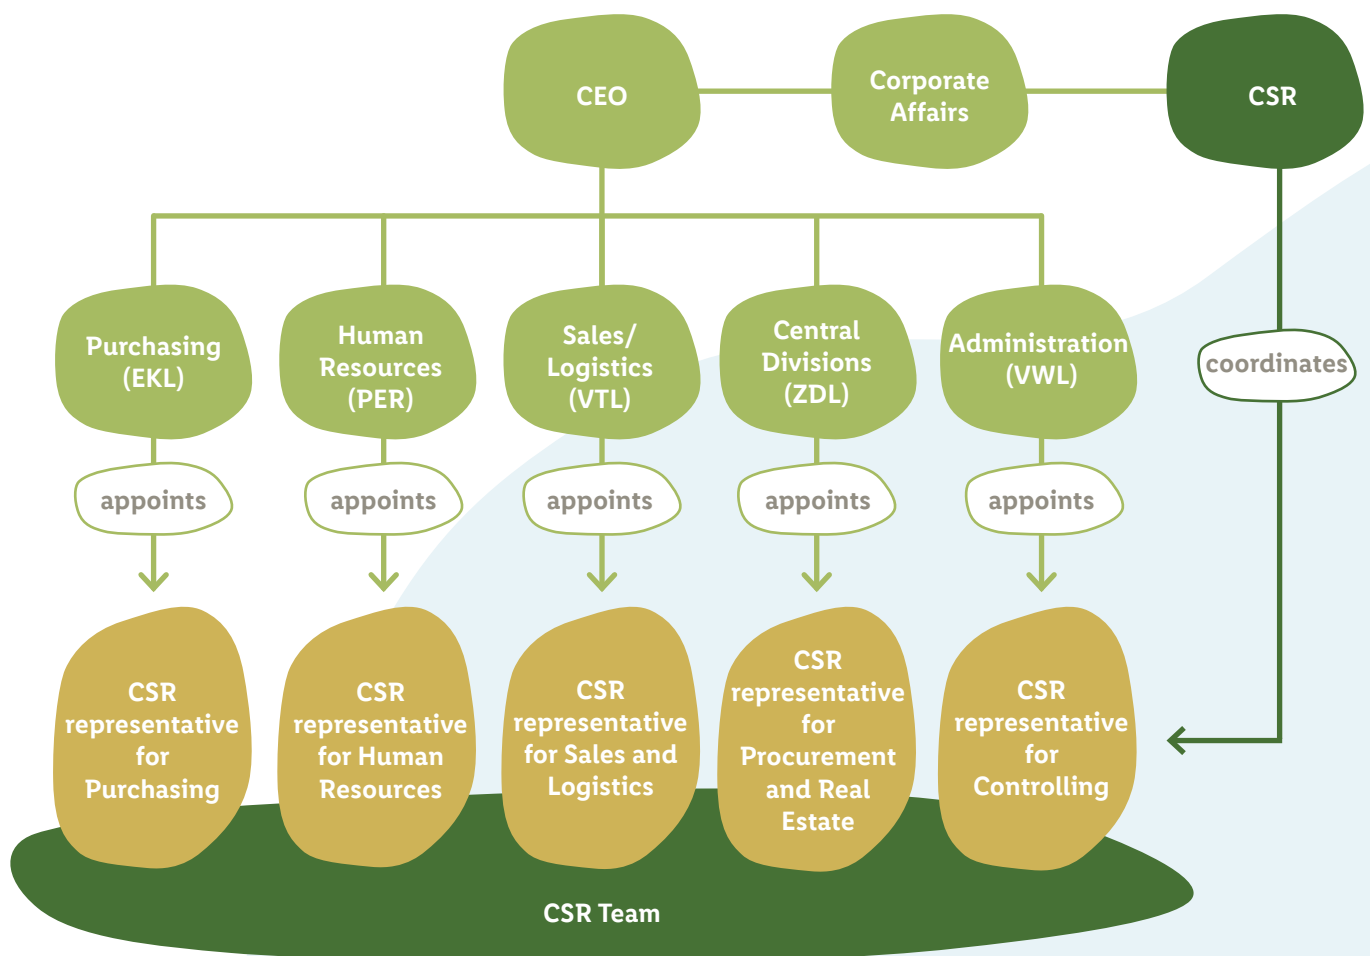 CEO
Corporate
Affairs
CSR
Purchasing
(EKL)
Human
Resources
(PER)
Sales/
Logistics
(VTL)
Central
Divisions
(ZDL)
Administration
(VWL)
coordinates
appoints
appoints
appoints
appoints
appoints
CSR
representative
for
Purchasing
CSR
representative
for Human
Resources
CSR
representative
for Sales and
Logistics
CSR
representative
for
Procurement
and Real
Estate
CSR
representative
for
Controlling
CSR Team